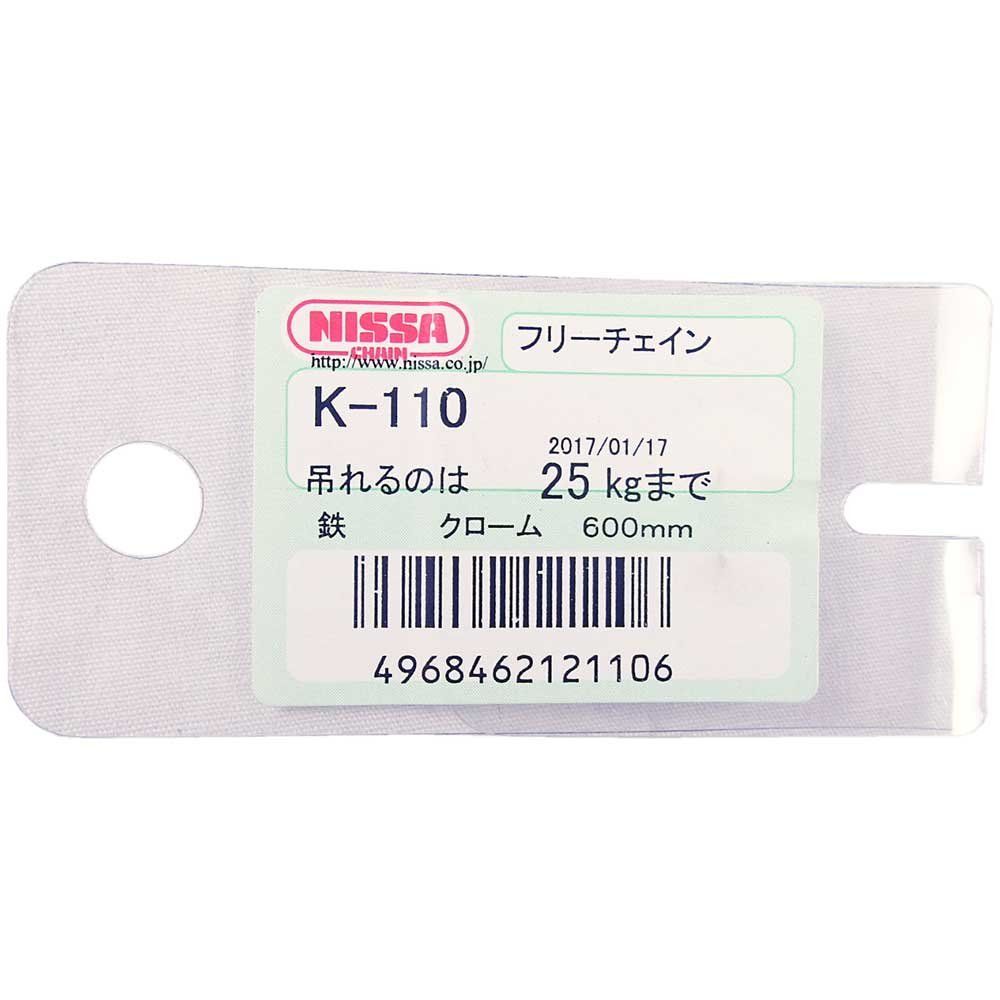 NISSA
CHAIN
http://www.nissa.co.jp/
フリーチェイン
K-110
2017/01/17
吊れるのは 25 kgまで
鉄 クローム 600mm
4968462121106